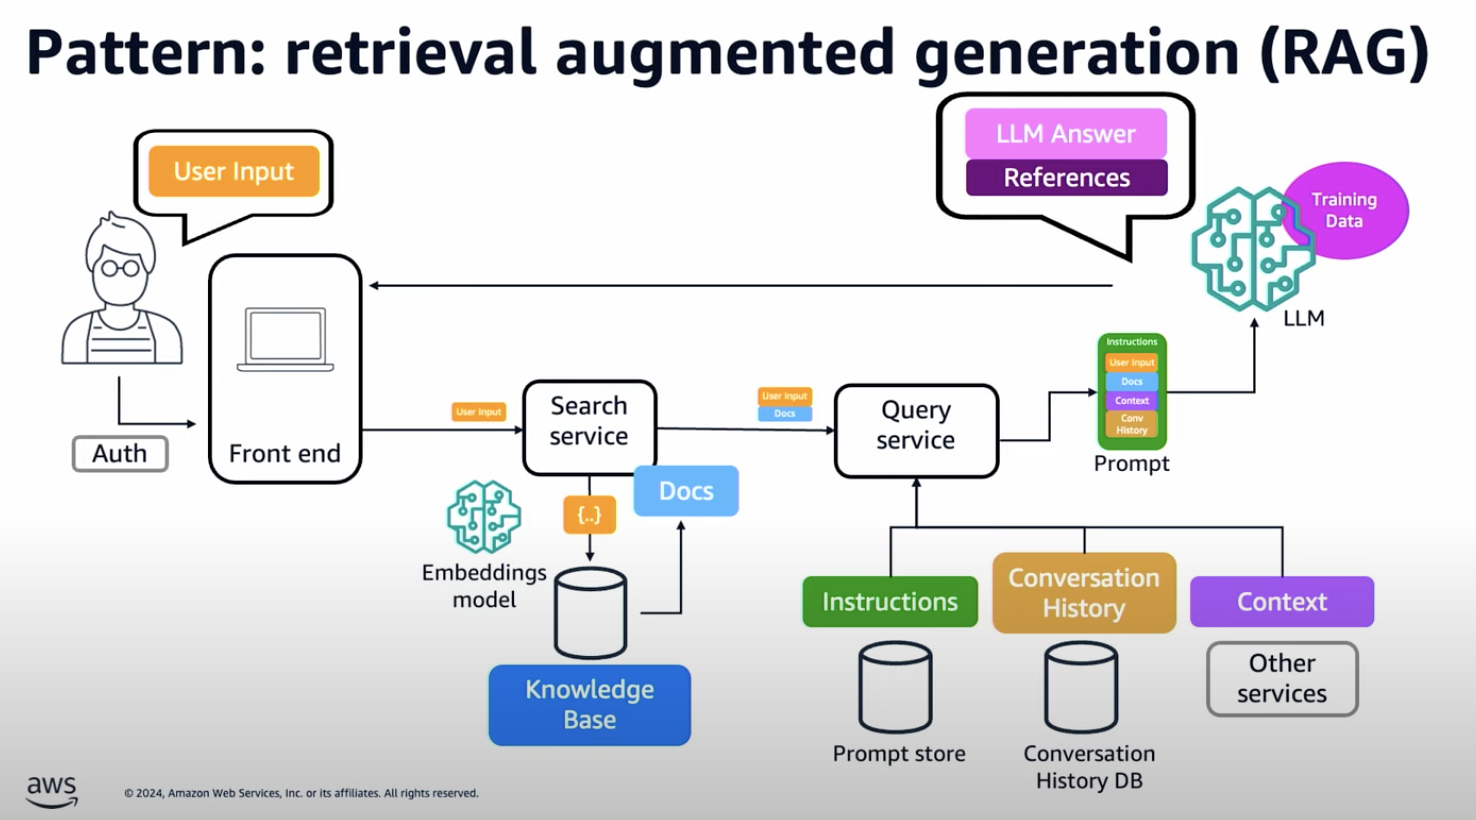 Pattern: retrieval augmented generation (RAG)
User Input
LLM Answer
References
Training
Data
LLM
Auth
Front end
User Input
Search
service
User Input
Docs
Query
service
Instructions
User Input
Docs
Context
Conv
History
Prompt
{..}
Docs
Embeddings
model
Knowledge
Base
Instructions
Conversation
History
Context
Prompt store
Conversation
History DB
Other
services
aws
© 2024, Amazon Web Services, Inc. or its affiliates. All rights reserved.